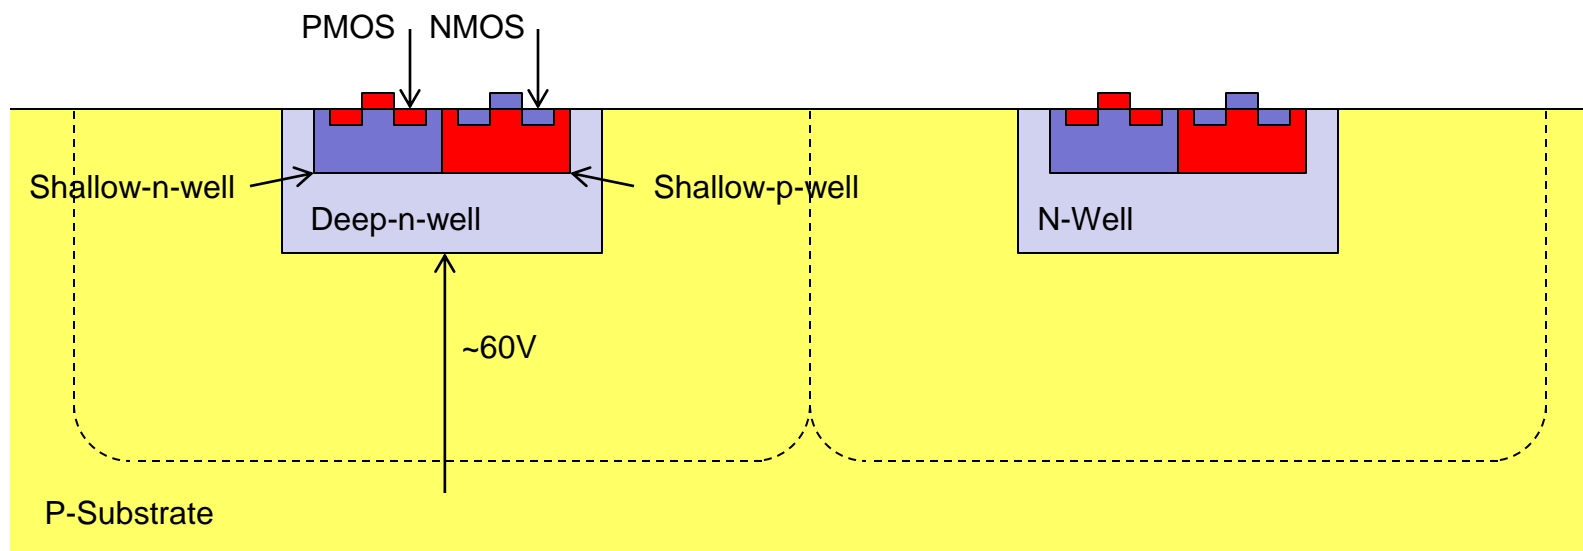 PMOS NMOS
Shallow-n-well
Shallow-p-well
Deep-n-well
N-Well
~60V
P-Substrate